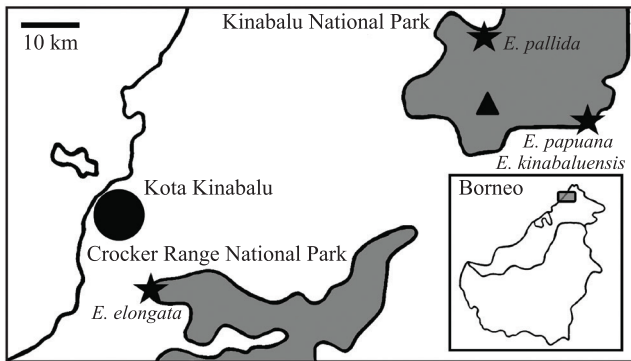 Kinabalu National Park
10 km
E. pallida
E. papuana
E. kinabaluensis
Kota Kinabalu
Borneo
Crocker Range National Park
E. elongata